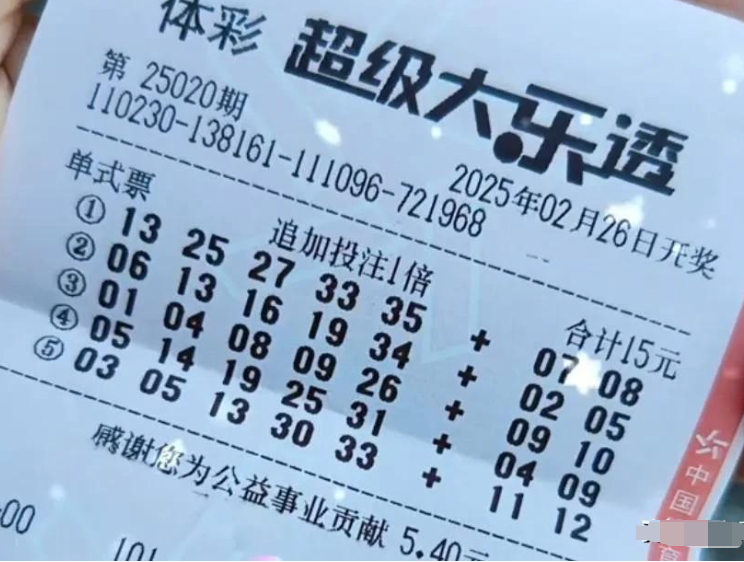 体彩 超级大乐透
第 25020期 2025年02月26日开奖
110230-138161-111096-721968
单式票 追加投注1倍 合计15元
① 13 25 27 33 35 + 07 08
② 06 13 16 19 34 + 02 05
③ 01 04 08 09 26 + 09 10
④ 05 14 19 25 31 + 04 09
⑤ 03 05 13 30 33 + 11 12
感谢您为公益事业贡献 5.40元
-00
101
中国
育